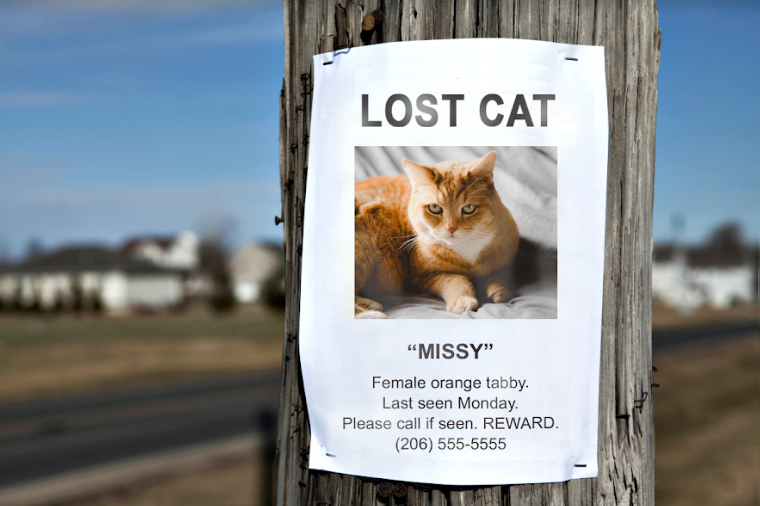 LOST CAT
“MISSY”
Female orange tabby.
Last seen Monday.
Please call if seen. REWARD.
(206) 555-5555